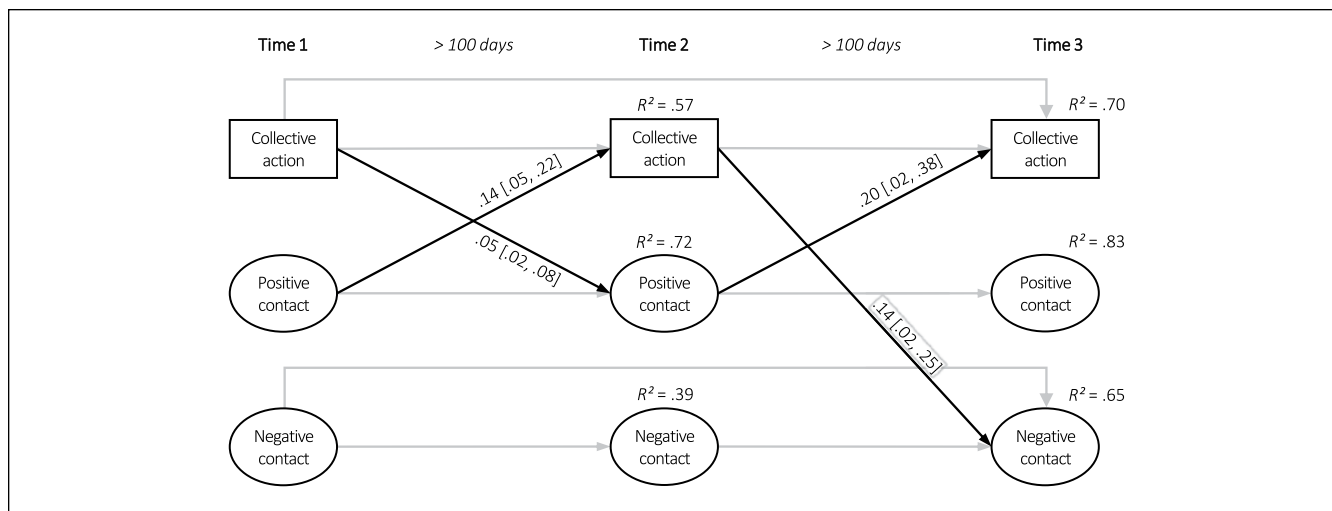 Time 1 > 100 days Time 2 > 100 days Time 3
R² = .57 R² = .70
Collective
action
Collective
action
Collective
action
.14 [.05, .22]
.20 [.02, .38]
.05 [.02, .08]
R² = .72 R² = .83
Positive
contact
Positive
contact
Positive
contact
.14 [.02, .25]
R² = .39 R² = .65
Negative
contact
Negative
contact
Negative
contact